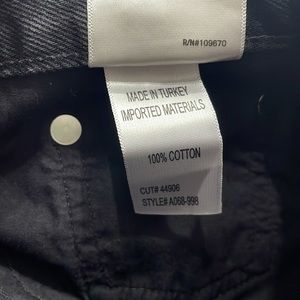 R/N#109670
MADE IN TURKEY
IMPORTED MATERIALS
100% COTTON
CUT# 44906
STYLE# A068-998